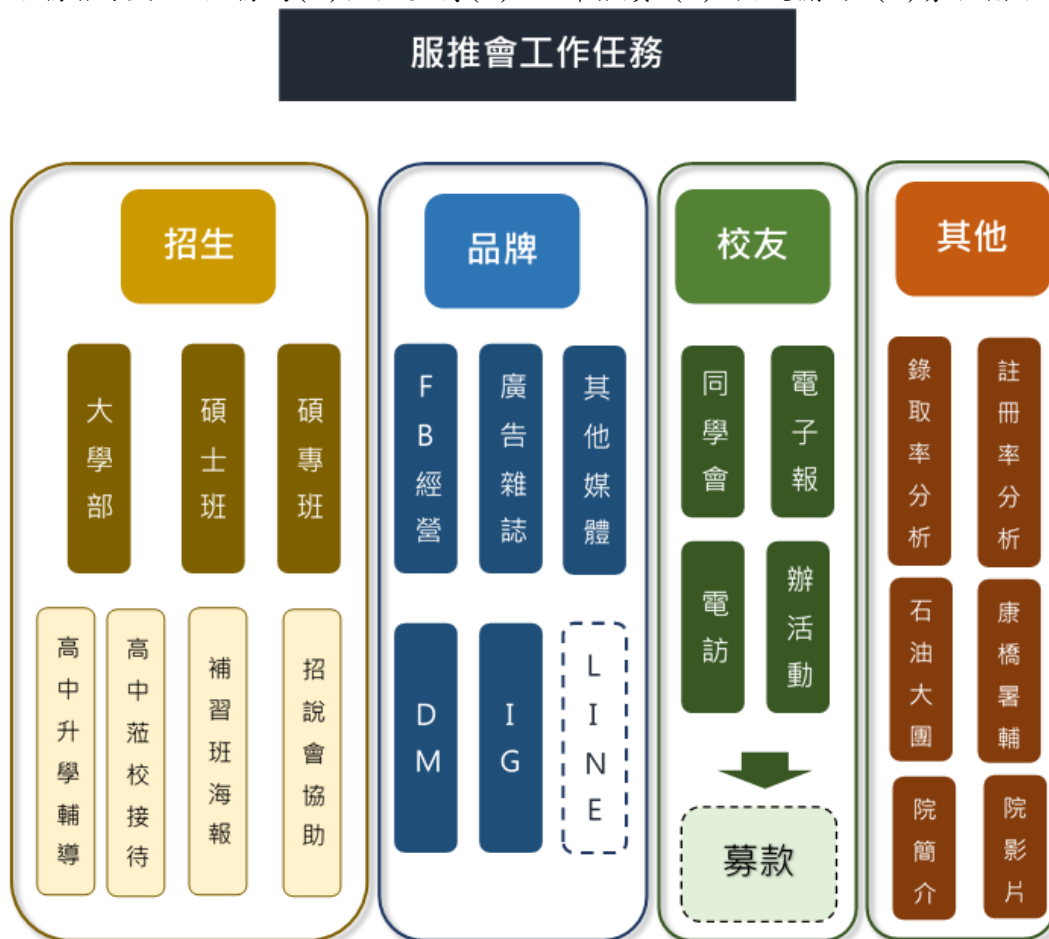 服推會工作任務
招生
大學部
碩士班
碩專班
高中升學輔導
高中蒞校接待
補習班海報
招說會協助
品牌
FB經營
廣告雜誌
其他媒體
DM
IG
LINE
校友
同學會
電子報
電訪
辦活動
募款
其他
錄取率分析
註冊率分析
石油大團
康橋暑輔
院簡介
院影片